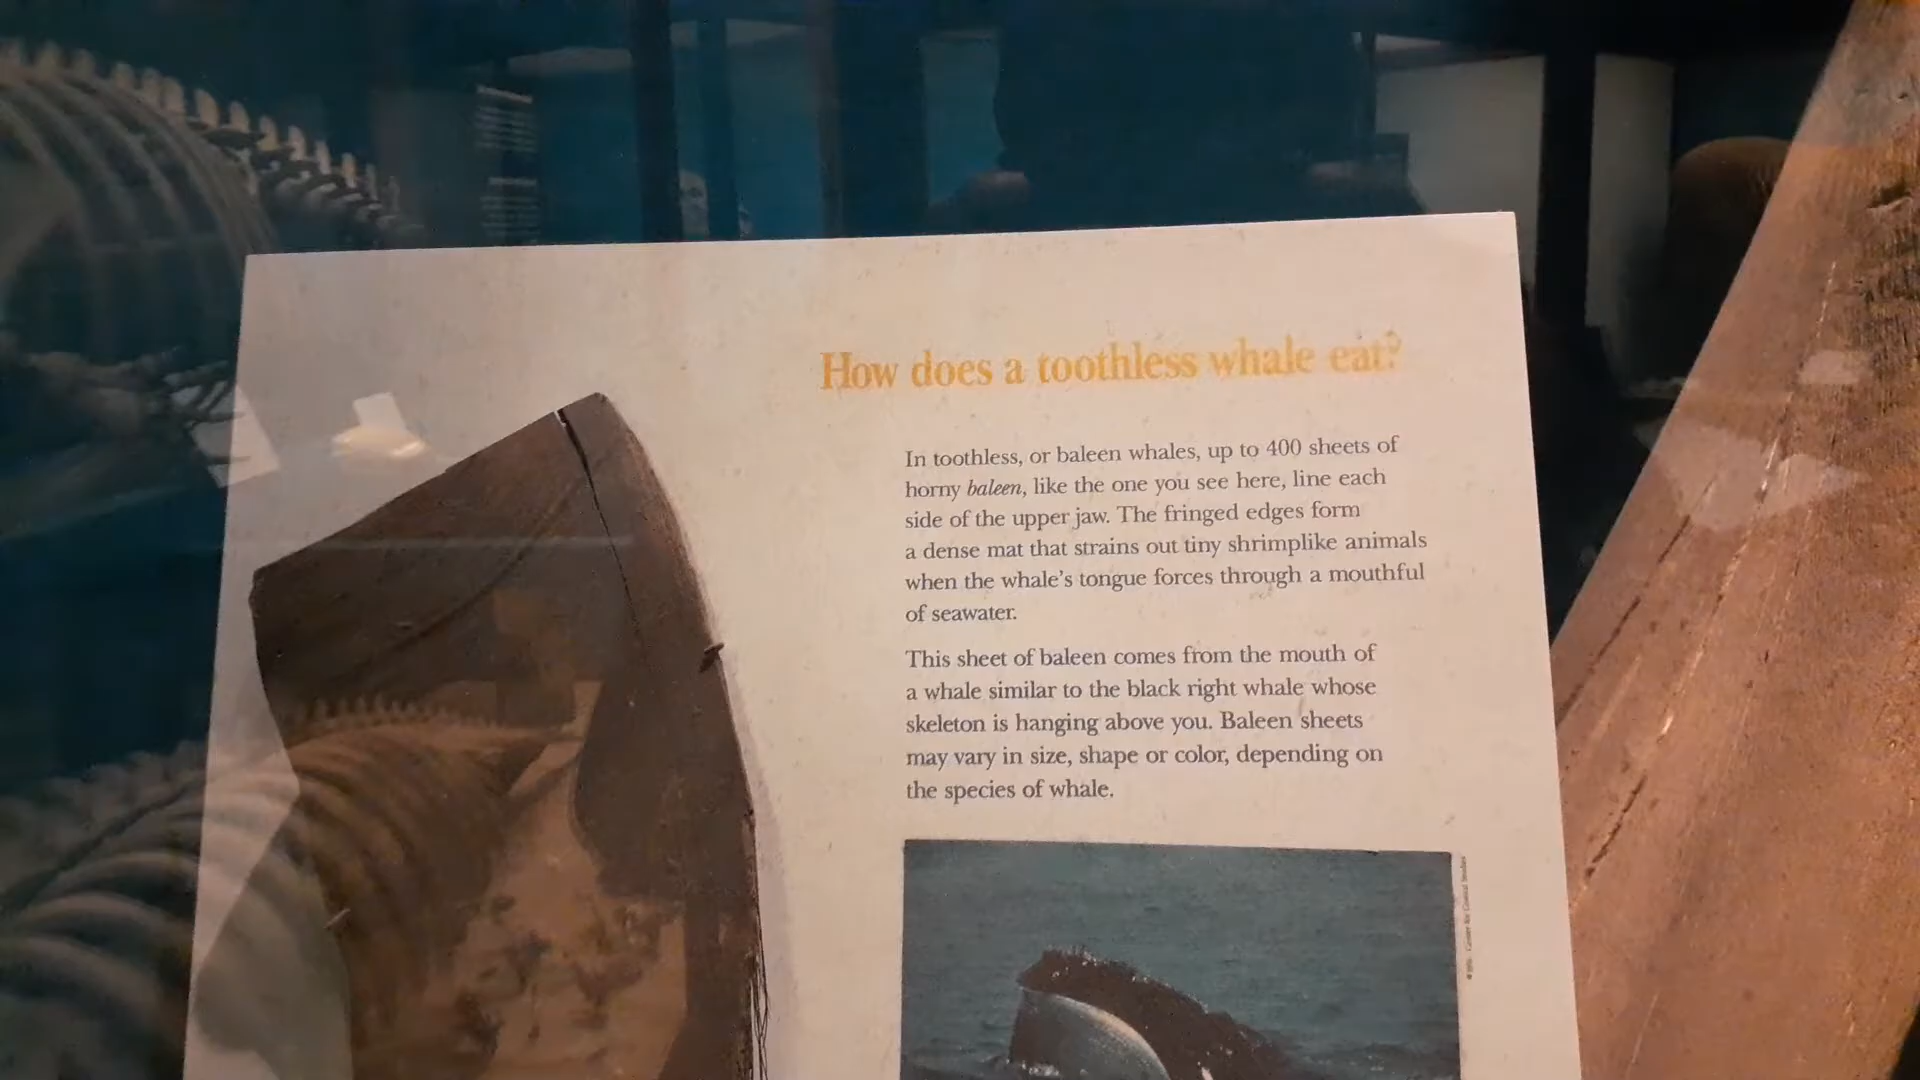 How does a toothless whale eat?
In toothless, or baleen whales, up to 400 sheets of
horny baleen, like the one you see here, line each
side of the upper jaw. The fringed edges form
a dense mat that strains out tiny shrimplike animals
when the whale's tongue forces through a mouthful
of seawater.
This sheet of baleen comes from the mouth of
a whale similar to the black right whale whose
skeleton is hanging above you. Baleen sheets
may vary in size, shape or color, depending on
the species of whale.